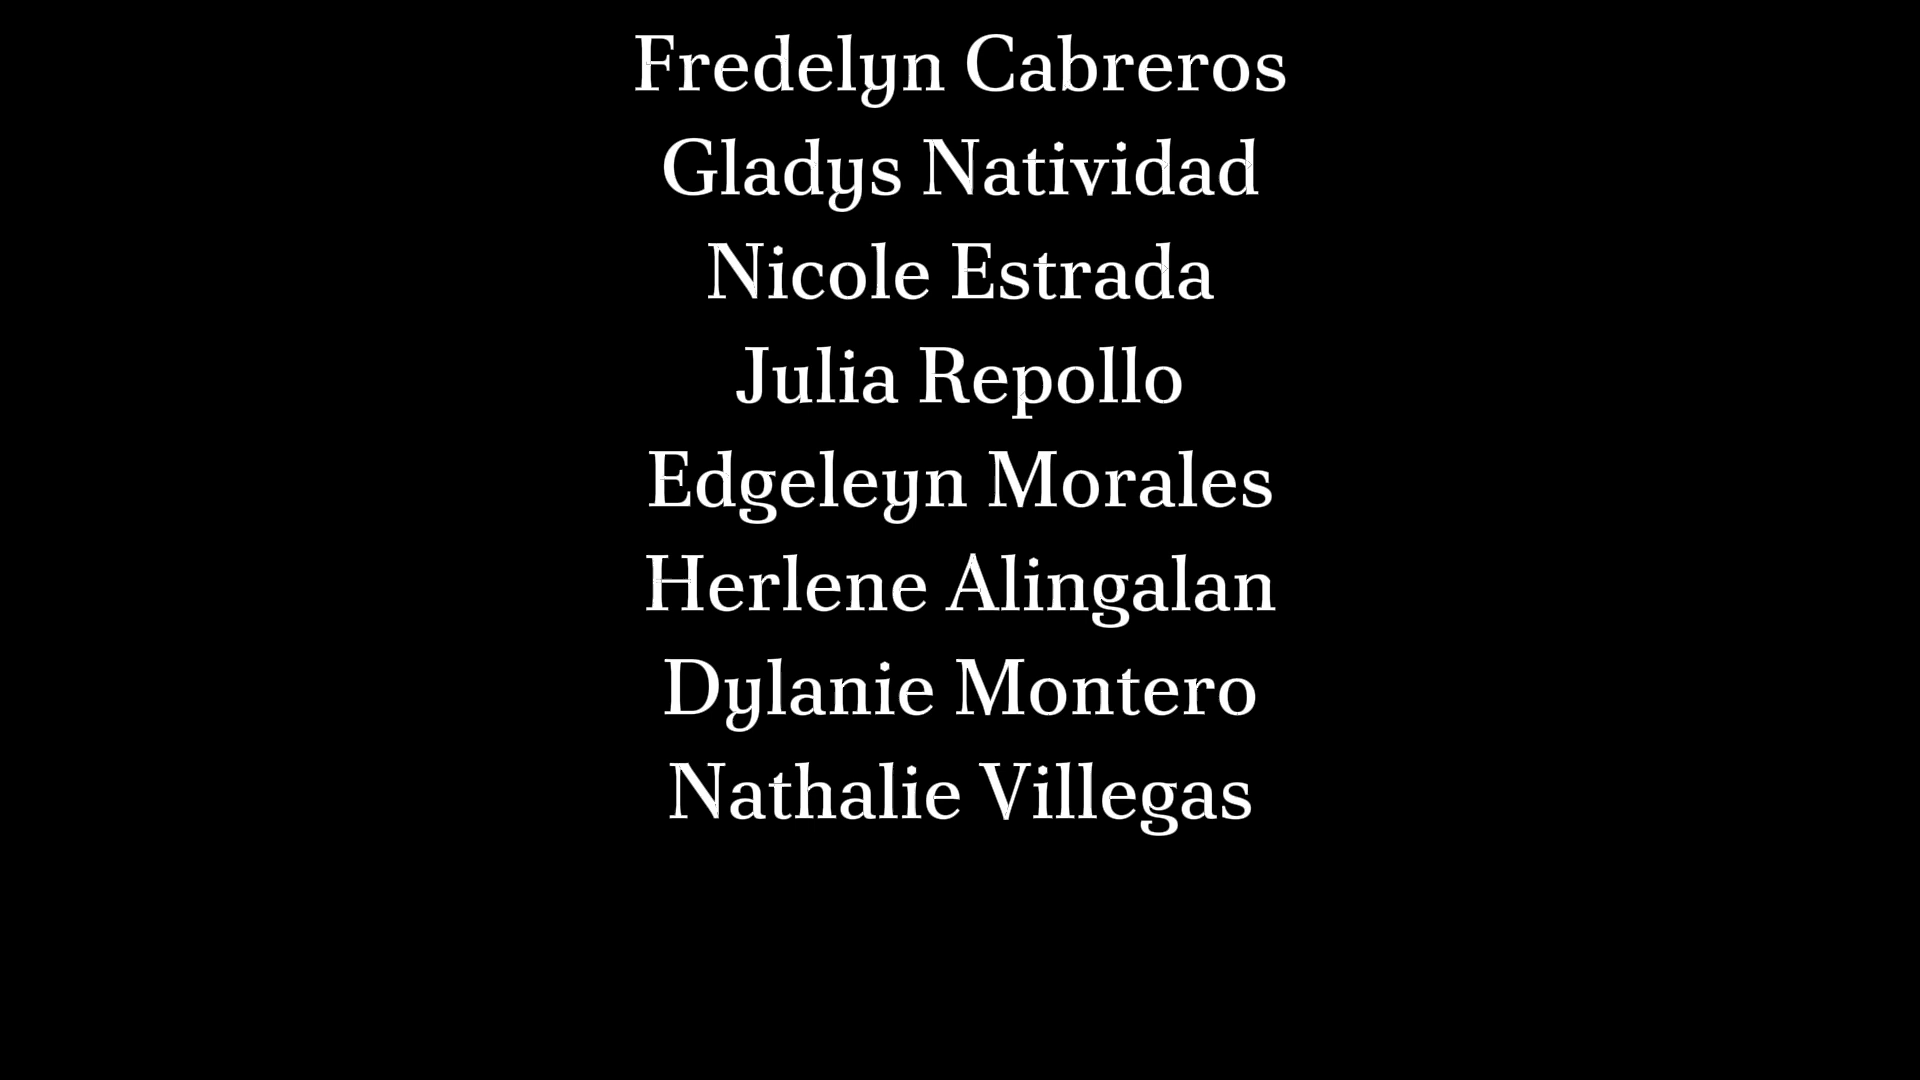 Fredelyn Cabreros
Gladys Natividad
Nicole Estrada
Julia Repollo
Edgeleyn Morales
Herlene Alingalan
Dylanie Montero
Nathalie Villegas